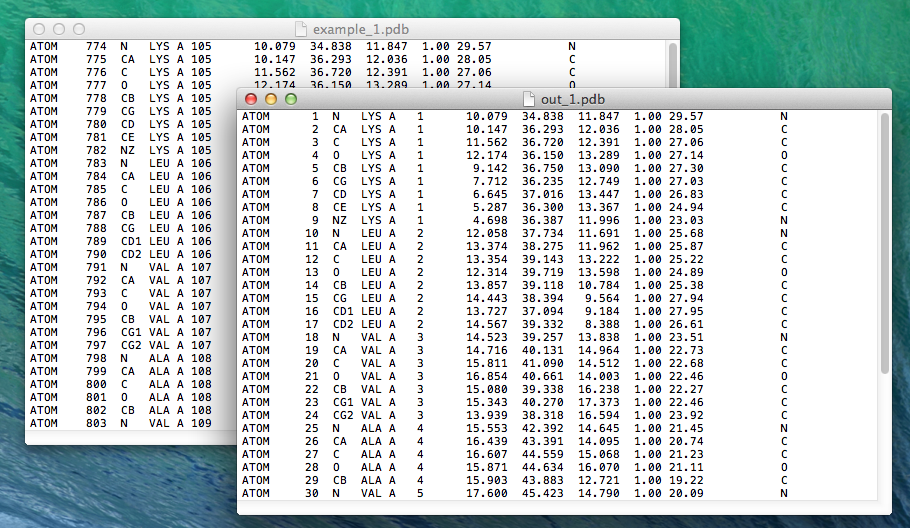 example_1.pdb
ATOM 774 N LYS A 105 10.079 34.838 11.847 1.00 29.57 N
ATOM 775 CA LYS A 105 10.147 36.293 12.036 1.00 28.05 C
ATOM 776 C LYS A 105 11.562 36.720 12.391 1.00 27.06 C
ATOM 777 O LYS A 105 12.174 36.150 13.289 1.00 27.14 O
ATOM 778 CB LYS A 105
ATOM 779 CG LYS A 105
ATOM 780 CD LYS A 105
ATOM 781 CE LYS A 105
ATOM 782 NZ LYS A 105
ATOM 783 N LEU A 106
ATOM 784 CA LEU A 106
ATOM 785 C LEU A 106
ATOM 786 O LEU A 106
ATOM 787 CB LEU A 106
ATOM 788 CG LEU A 106
ATOM 789 CD1 LEU A 106
ATOM 790 CD2 LEU A 106
ATOM 791 N VAL A 107
ATOM 792 CA VAL A 107
ATOM 793 C VAL A 107
ATOM 794 O VAL A 107
ATOM 795 CB VAL A 107
ATOM 796 CG1 VAL A 107
ATOM 797 CG2 VAL A 107
ATOM 798 N ALA A 108
ATOM 799 CA ALA A 108
ATOM 800 C ALA A 108
ATOM 801 O ALA A 108
ATOM 802 CB ALA A 108
ATOM 803 N VAL A 109
out_1.pdb
ATOM 1 N LYS A 1 10.079 34.838 11.847 1.00 29.57 N
ATOM 2 CA LYS A 1 10.147 36.293 12.036 1.00 28.05 C
ATOM 3 C LYS A 1 11.562 36.720 12.391 1.00 27.06 C
ATOM 4 O LYS A 1 12.174 36.150 13.289 1.00 27.14 O
ATOM 5 CB LYS A 1 9.142 36.750 13.090 1.00 27.30 C
ATOM 6 CG LYS A 1 7.712 36.235 12.749 1.00 27.03 C
ATOM 7 CD LYS A 1 6.645 37.016 13.447 1.00 26.83 C
ATOM 8 CE LYS A 1 5.287 36.300 13.367 1.00 24.94 C
ATOM 9 NZ LYS A 1 4.698 36.387 11.996 1.00 23.03 N
ATOM 10 N LEU A 2 12.058 37.734 11.691 1.00 25.68 N
ATOM 11 CA LEU A 2 13.374 38.275 11.962 1.00 25.87 C
ATOM 12 C LEU A 2 13.354 39.143 13.222 1.00 25.22 C
ATOM 13 O LEU A 2 12.314 39.719 13.598 1.00 24.89 O
ATOM 14 CB LEU A 2 13.857 39.118 10.784 1.00 25.38 C
ATOM 15 CG LEU A 2 14.443 38.394 9.564 1.00 27.94 C
ATOM 16 CD1 LEU A 2 13.727 37.094 9.184 1.00 27.95 C
ATOM 17 CD2 LEU A 2 14.567 39.332 8.388 1.00 26.61 C
ATOM 18 N VAL A 3 14.523 39.257 13.838 1.00 23.51 N
ATOM 19 CA VAL A 3 14.716 40.131 14.964 1.00 22.73 C
ATOM 20 C VAL A 3 15.811 41.090 14.512 1.00 22.68 C
ATOM 21 O VAL A 3 16.854 40.661 14.003 1.00 22.46 O
ATOM 22 CB VAL A 3 15.080 39.338 16.238 1.00 22.27 C
ATOM 23 CG1 VAL A 3 15.343 40.270 17.373 1.00 22.46 C
ATOM 24 CG2 VAL A 3 13.939 38.318 16.594 1.00 23.92 C
ATOM 25 N ALA A 4 15.553 42.392 14.645 1.00 21.45 N
ATOM 26 CA ALA A 4 16.439 43.391 14.095 1.00 20.74 C
ATOM 27 C ALA A 4 16.607 44.559 15.068 1.00 21.23 C
ATOM 28 O ALA A 4 15.871 44.634 16.070 1.00 21.11 O
ATOM 29 CB ALA A 4 15.903 43.883 12.721 1.00 19.22 C
ATOM 30 N VAL A 5 17.600 45.423 14.790 1.00 20.09 N